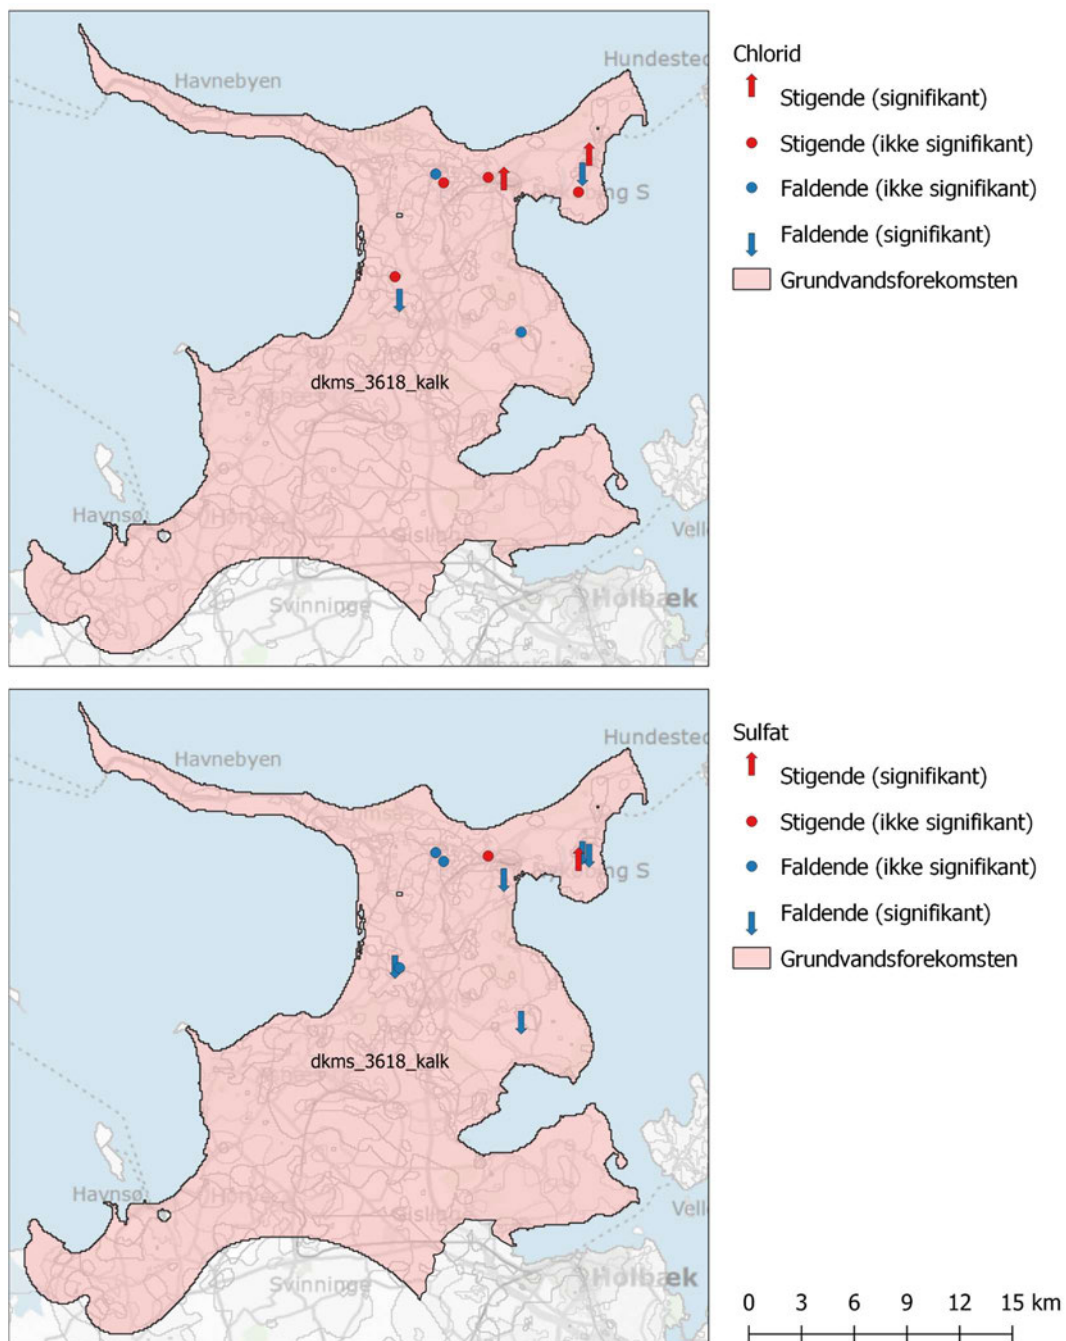 Chlorid
Stigende (signifikant)
Stigende (ikke signifikant)
Faldende (ikke signifikant)
Faldende (signifikant)
Grundvandsforekomsten
Hundested
Havnebyen
S
dkms_3618_kalk
Havnsø
Gislinge
Svinninge
Holbæk
Sulfat
Stigende (signifikant)
Stigende (ikke signifikant)
Faldende (ikke signifikant)
Faldende (signifikant)
Grundvandsforekomsten
Hundested
Havnebyen
S
dkms_3618_kalk
Havnsø
Gislinge
Svinninge
Holbæk
0 3 6 9 12 15 km